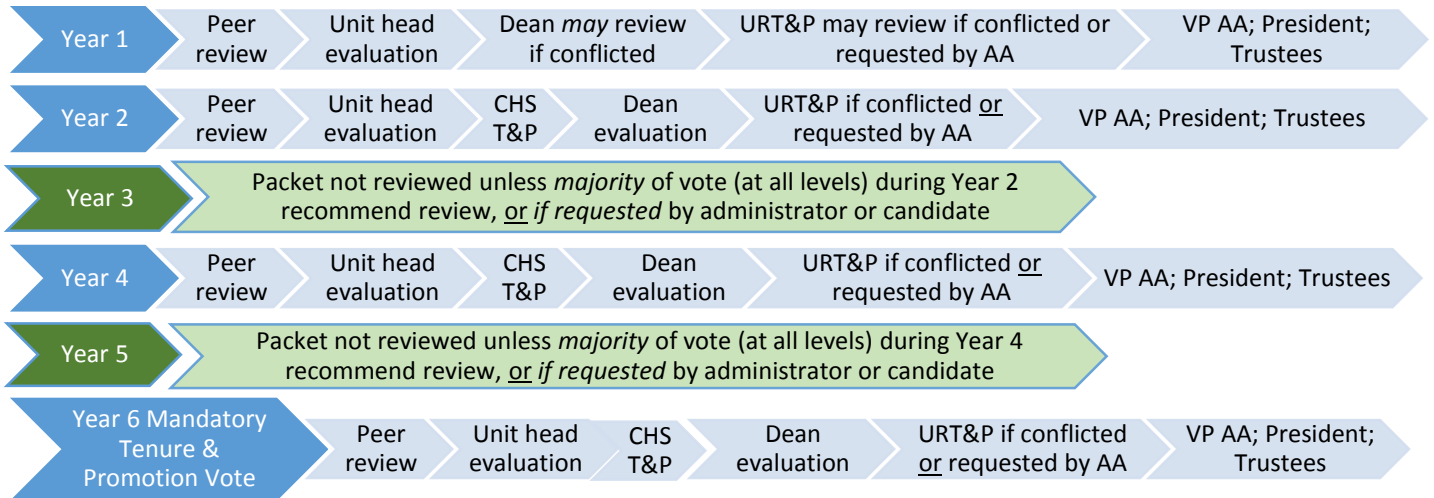 Year 1
Peer
review
Unit head
evaluation
Dean may review
if conflicted
URT&P may review if conflicted or
requested by AA
VP AA; President;
Trustees
Year 2
Peer
review
Unit head
evaluation
CHS
T&P
Dean
evaluation
URT&P if conflicted or
requested by AA
VP AA; President; Trustees
Year 3
Packet not reviewed unless majority of vote (at all levels) during Year 2
recommend review, or if requested by administrator or candidate
Year 4
Peer
review
Unit head
evaluation
CHS
T&P
Dean
evaluation
URT&P if conflicted or
requested by AA
VP AA; President; Trustees
Year 5
Packet not reviewed unless majority of vote (at all levels) during Year 4
recommend review, or if requested by administrator or candidate
Year 6 Mandatory
Tenure &
Promotion Vote
Peer
review
Unit head
evaluation
CHS
T&P
Dean
evaluation
URT&P if conflicted
or requested by AA
VP AA; President;
Trustees